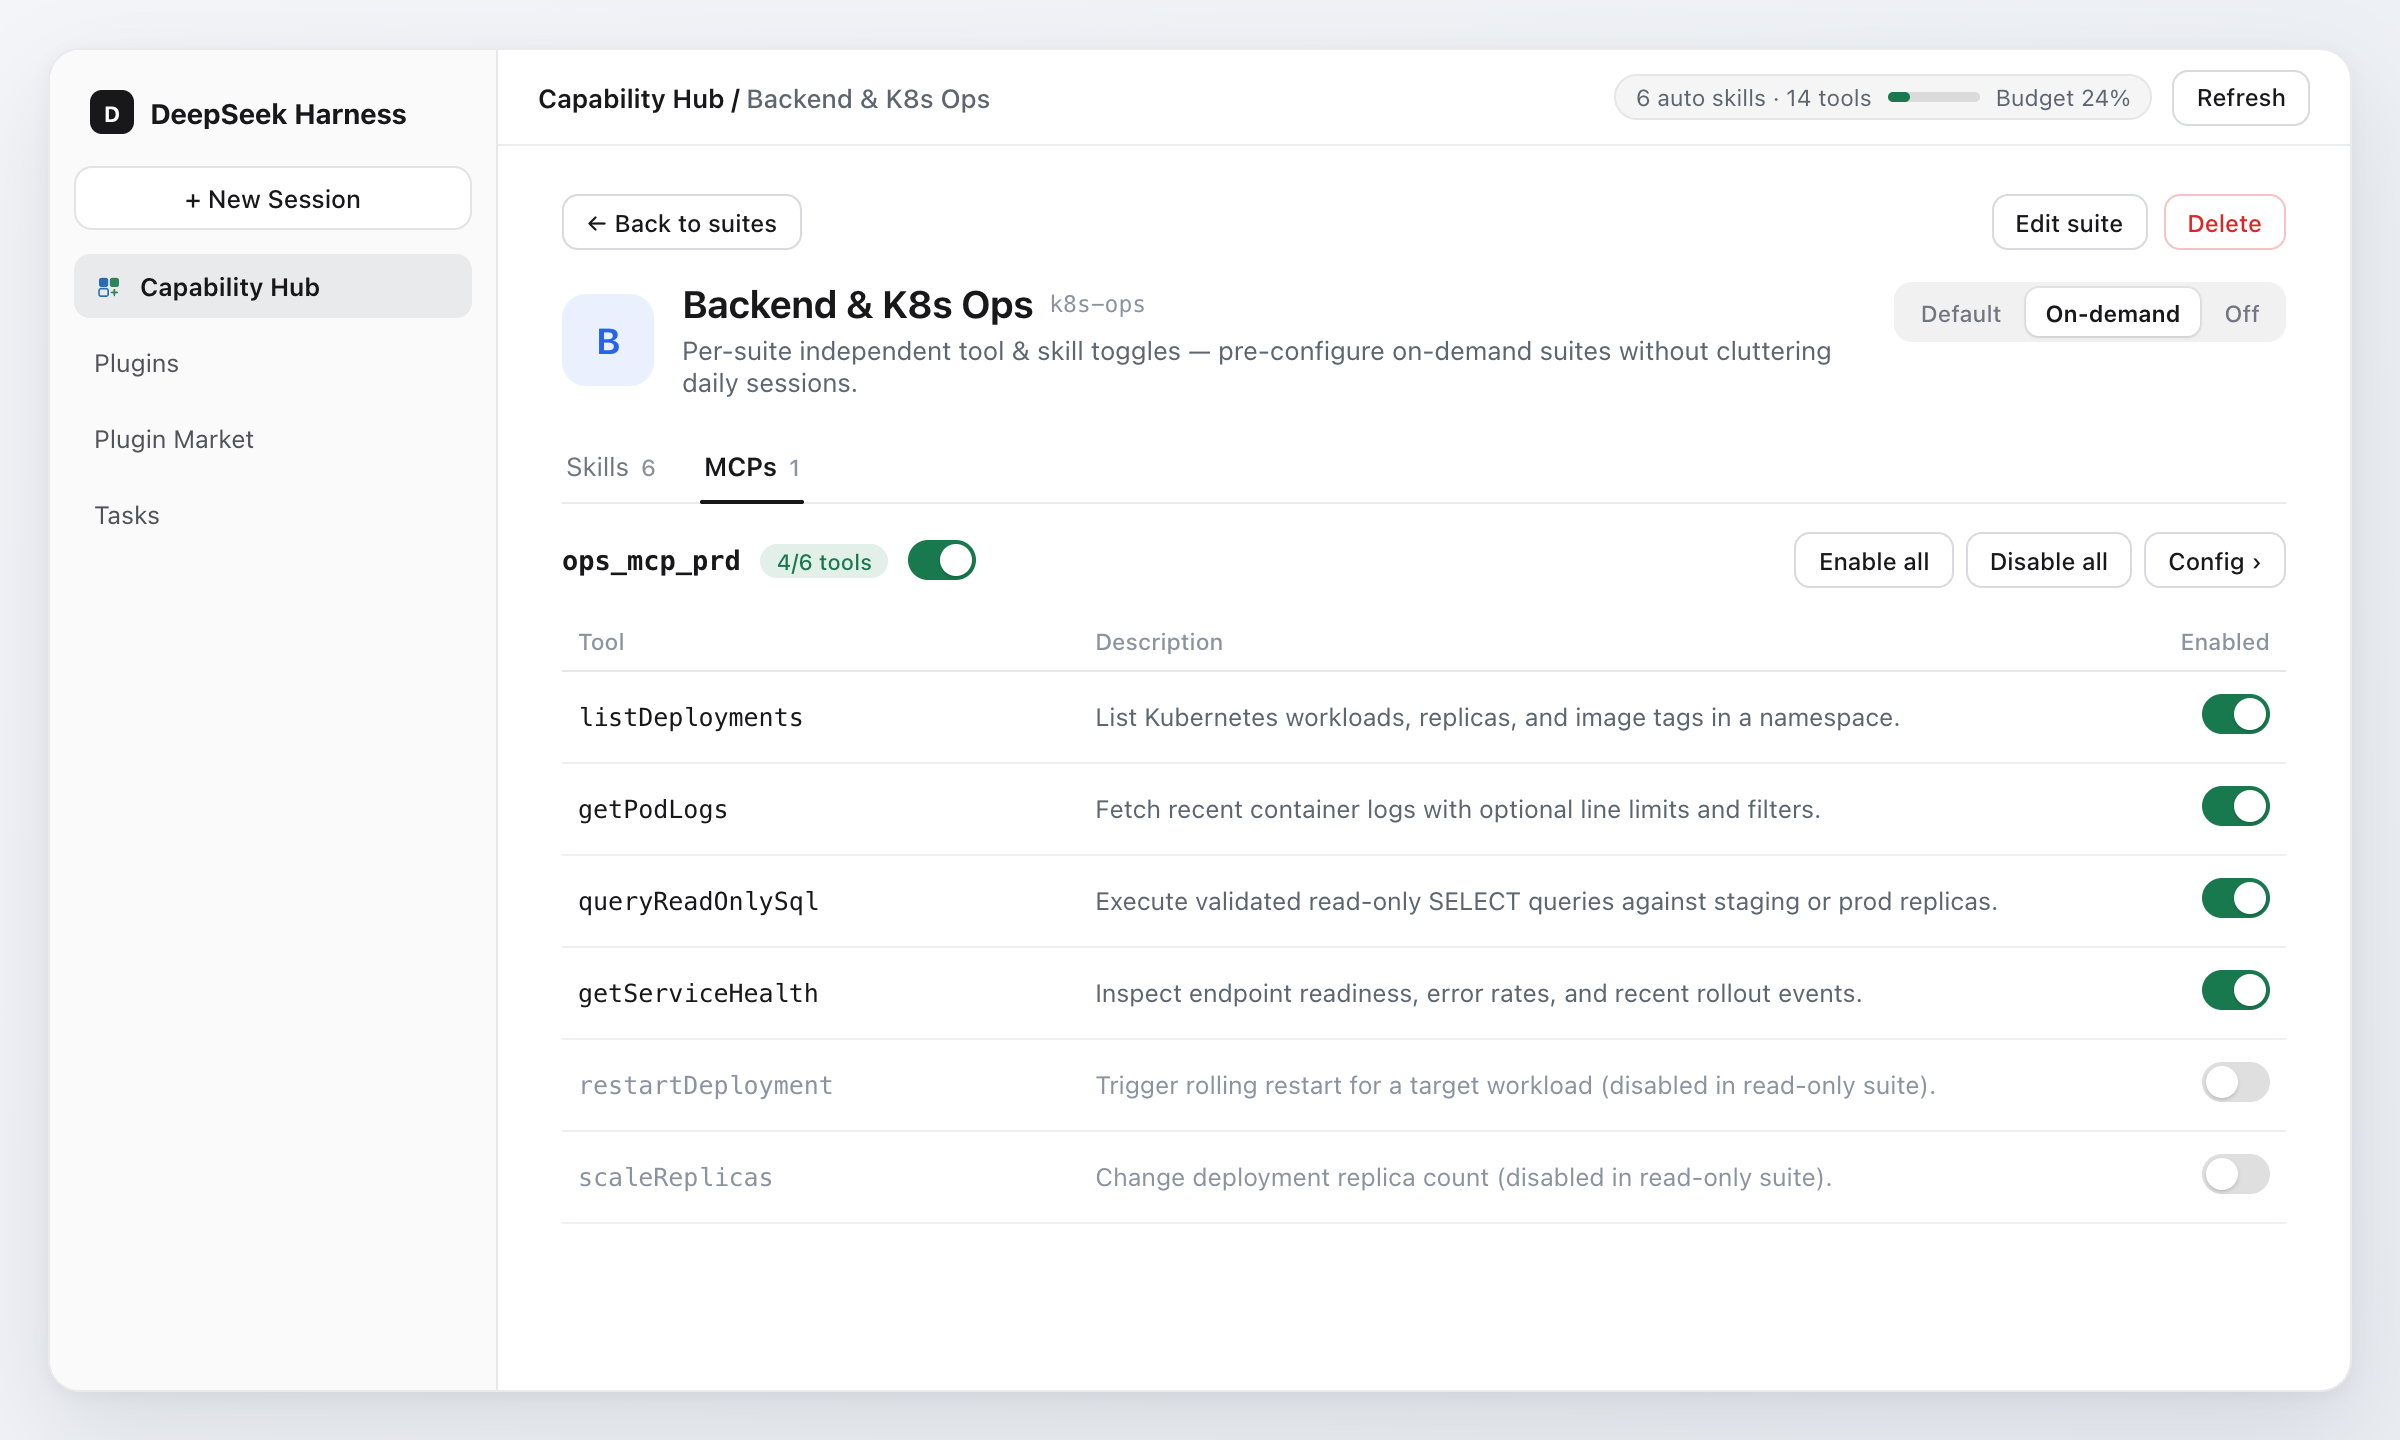 D DeepSeek Harness
+ New Session
Capability Hub
Plugins
Plugin Market
Tasks
Capability Hub / Backend & K8s Ops
6 auto skills · 14 tools Budget 24%
Refresh
← Back to suites
Edit suite
Delete
B
Backend & K8s Ops k8s-ops
Per-suite independent tool & skill toggles — pre-configure on-demand suites without cluttering
daily sessions.
Default On-demand Off
Skills 6 MCPs 1
ops_mcp_prd 4/6 tools
Enable all Disable all Config ›
Tool Description Enabled
listDeployments List Kubernetes workloads, replicas, and image tags in a namespace.
getPodLogs Fetch recent container logs with optional line limits and filters.
queryReadOnlySql Execute validated read-only SELECT queries against staging or prod replicas.
getServiceHealth Inspect endpoint readiness, error rates, and recent rollout events.
restartDeployment Trigger rolling restart for a target workload (disabled in read-only suite).
scaleReplicas Change deployment replica count (disabled in read-only suite).